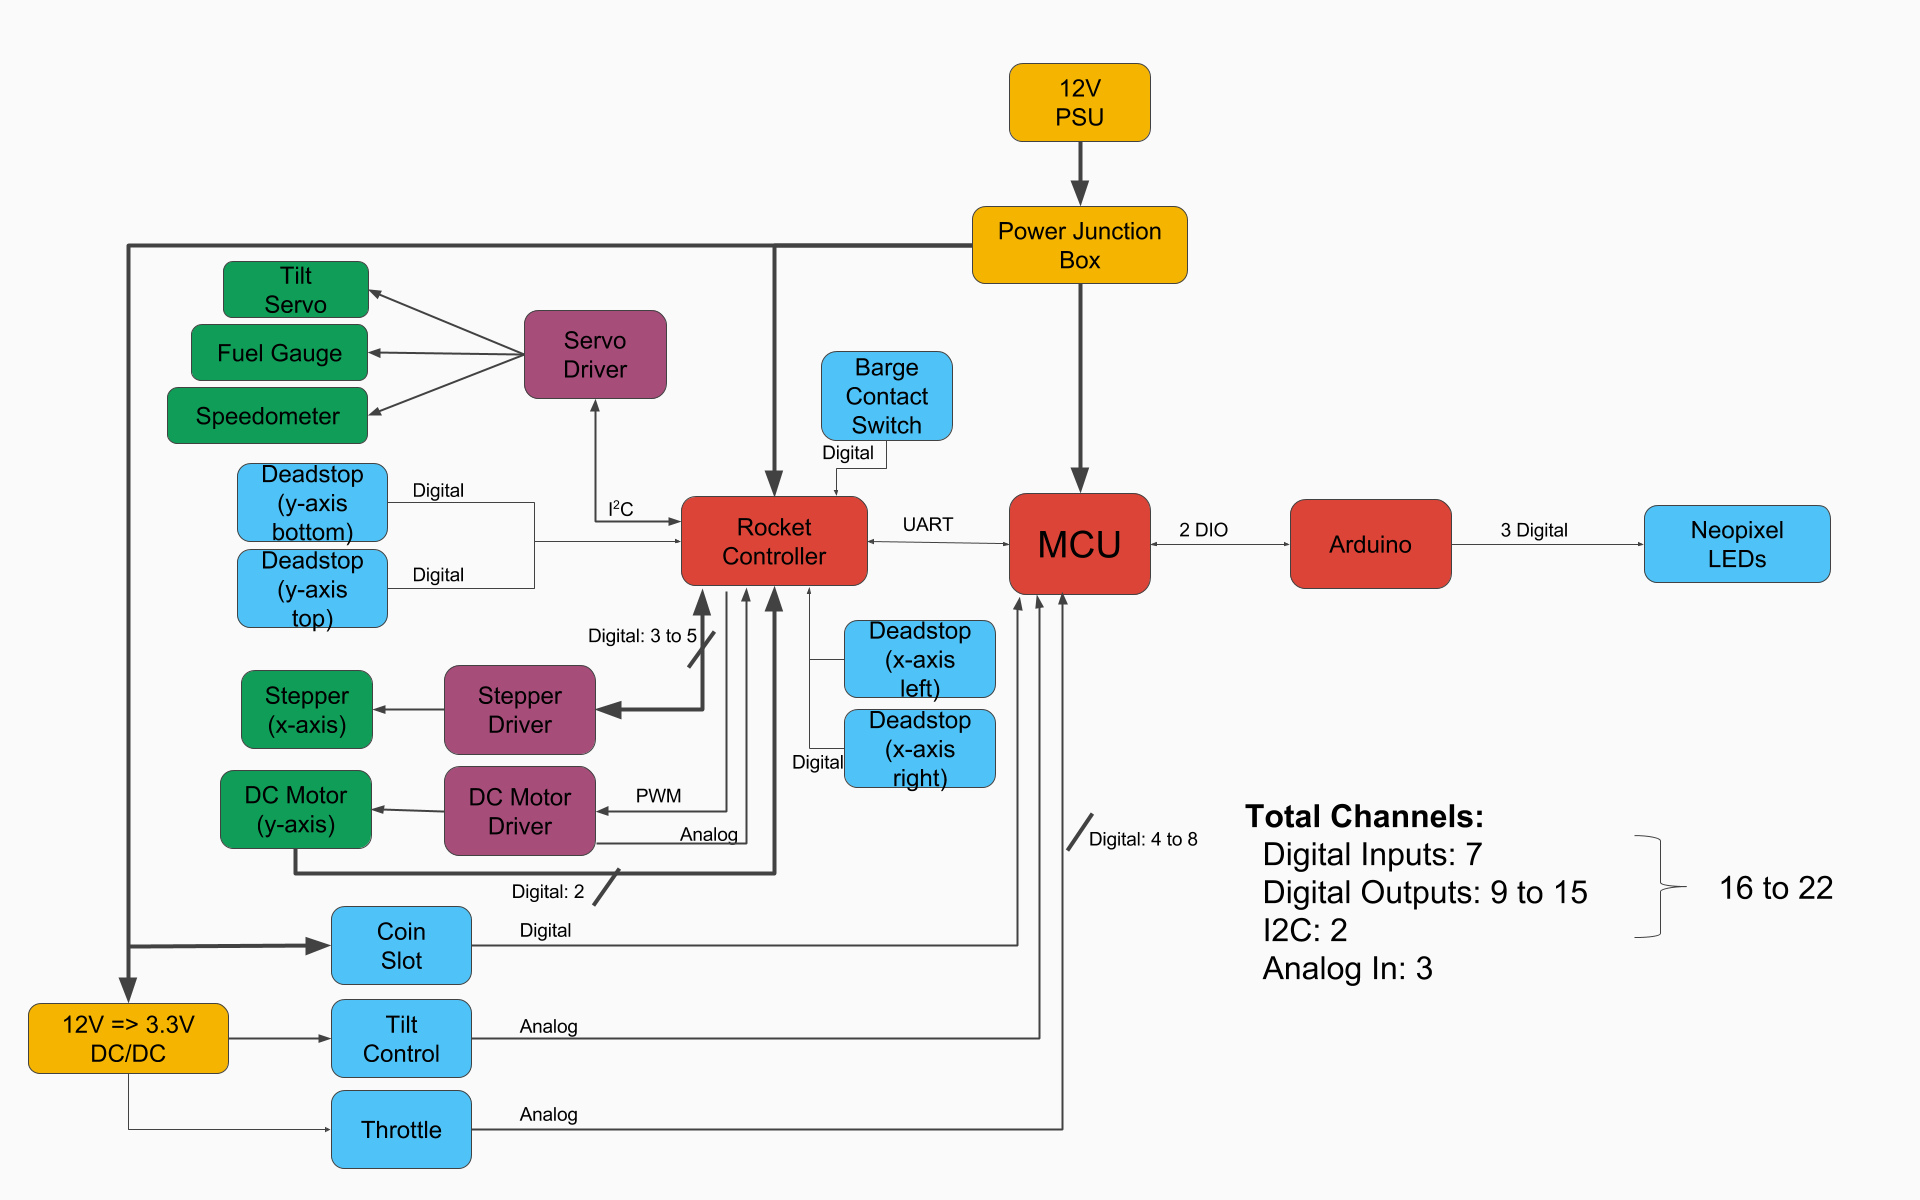 12V
PSU
Power Junction
Box
Tilt
Servo
Fuel Gauge
Speedometer
Servo
Driver
Barge
Contact
Switch
Digital
Deadstop
(y-axis
bottom)
Digital
Deadstop
(y-axis
top)
Digital
I²C
Rocket
Controller
UART
MCU
2 DIO
Arduino
3 Digital
Neopixel
LEDs
Digital: 3 to 5
Deadstop
(x-axis
left)
Deadstop
(x-axis
right)
Digital
Stepper
(x-axis)
Stepper
Driver
DC Motor
(y-axis)
DC Motor
Driver
PWM
Analog
Digital: 2
Digital: 4 to 8
Coin
Slot
Digital
12V => 3.3V
DC/DC
Tilt
Control
Analog
Throttle
Analog
Total Channels:
Digital Inputs: 7
Digital Outputs: 9 to 15
I2C: 2
Analog In: 3
16 to 22